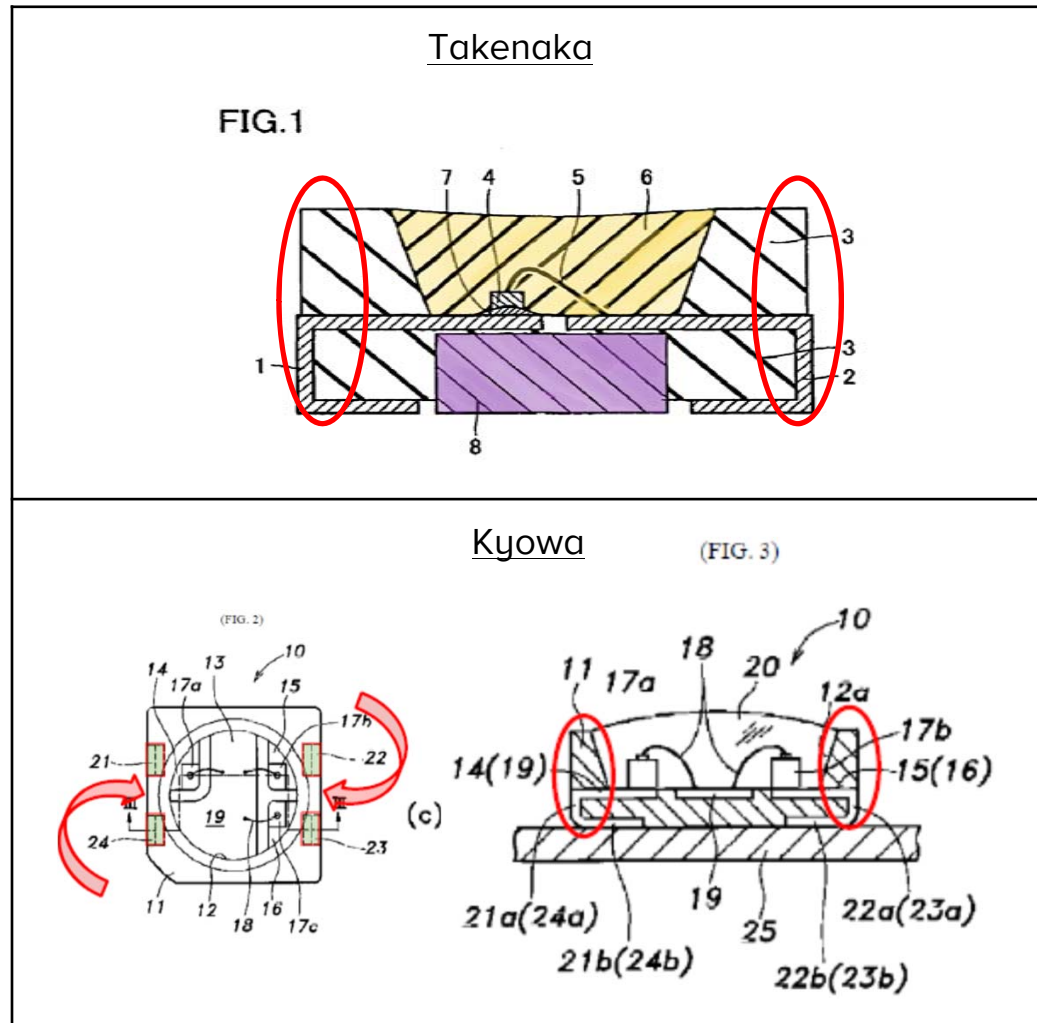 Takenaka
FIG.1
7 4 5 6
3
1
3
2
8
Kyowa
(FIG. 3)
(FIG. 2)
10
14
13
17a
15
17b
21
22
III
III
24
19
23
11
12
18
16
17c
(c)
10
11
17a
18
20
12a
17b
14(19)
15(16)
19
21a(24a)
25
22a(23a)
21b(24b)
22b(23b)